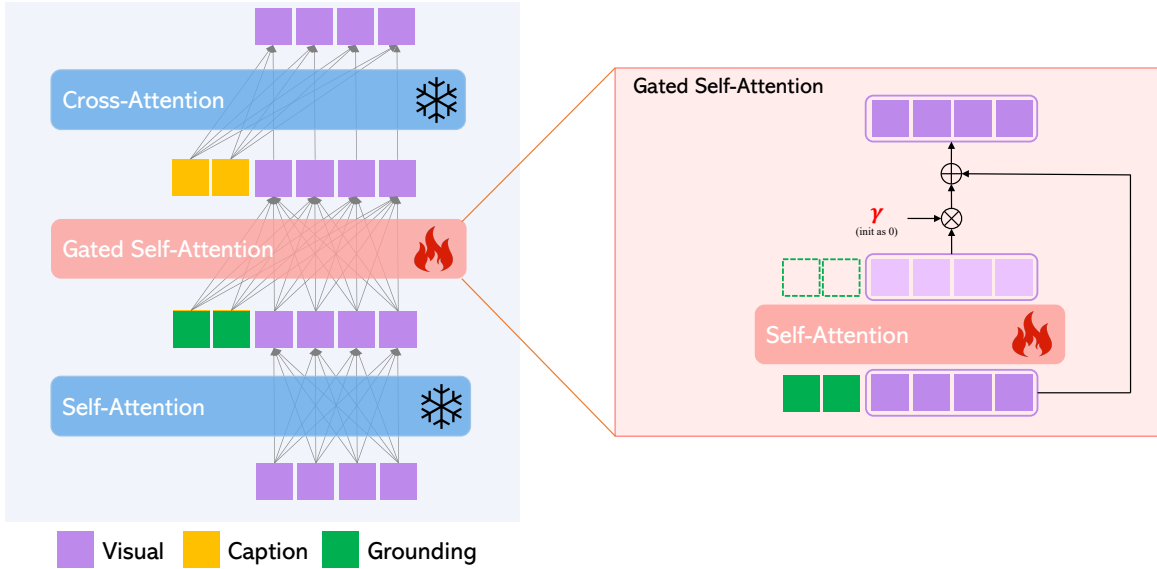 Cross-Attention
Gated Self-Attention
Self-Attention
Visual
Caption
Grounding
Gated Self-Attention
γ
(init as 0)
Self-Attention